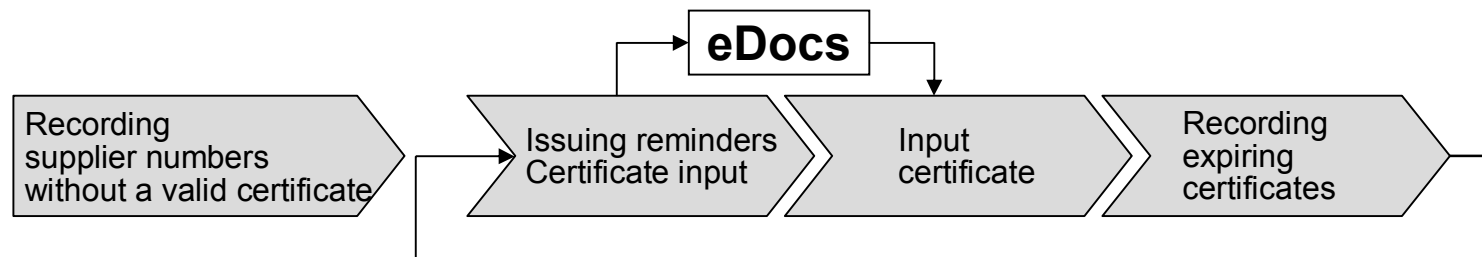 eDocs
Recording
supplier numbers
without a valid certificate
Issuing reminders
Certificate input
Input
certificate
Recording
expiring
certificates